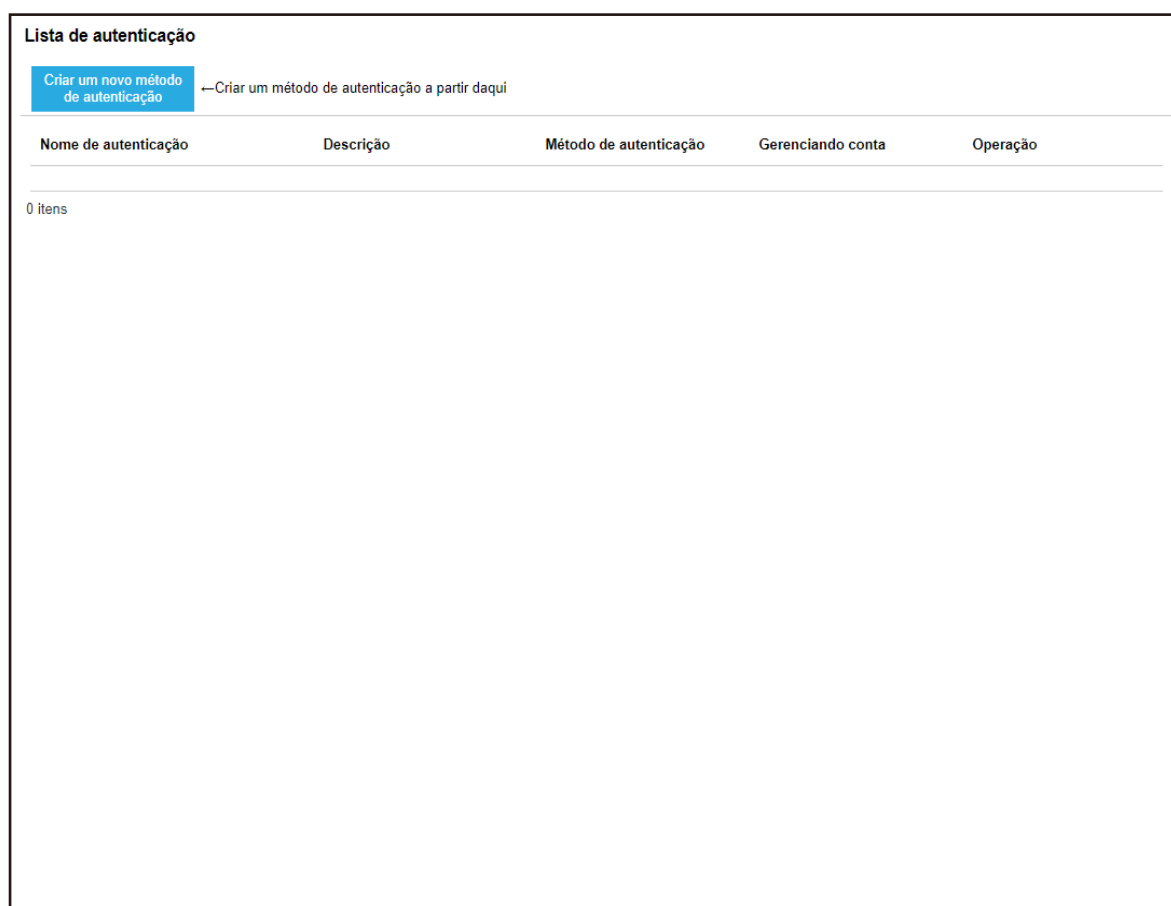 Lista de autenticação
Criar um novo método
de autenticação
←Criar um método de autenticação a partir daqui
Nome de autenticação Descrição Método de autenticação Gerenciando conta Operação
0 itens